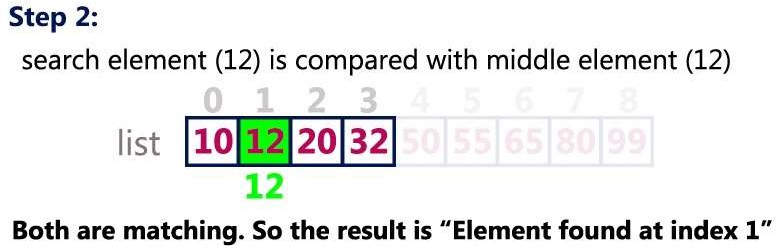 Step 2:
search element (12) is compared with middle element (12)
0 1 2 3 4 5 6 7 8
list 10 12 20 32 50 55 65 80 99
12
Both are matching. So the result is “Element found at index 1”